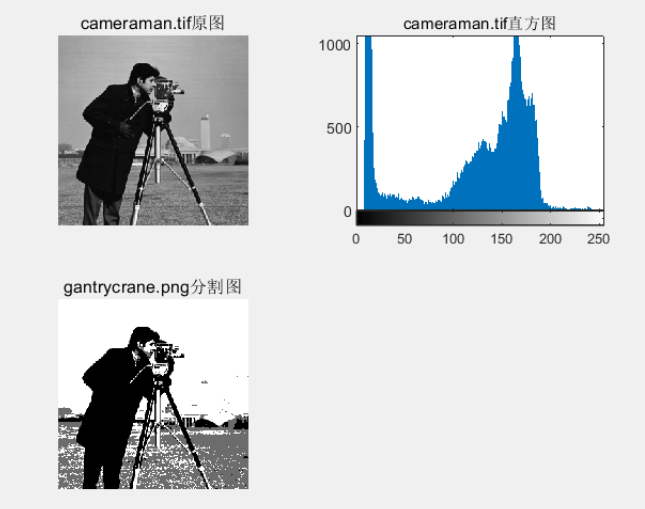 cameraman.tif原图
cameraman.tif直方图
1000
500
0
0 50 100 150 200 250
gantrycrane.png分割图